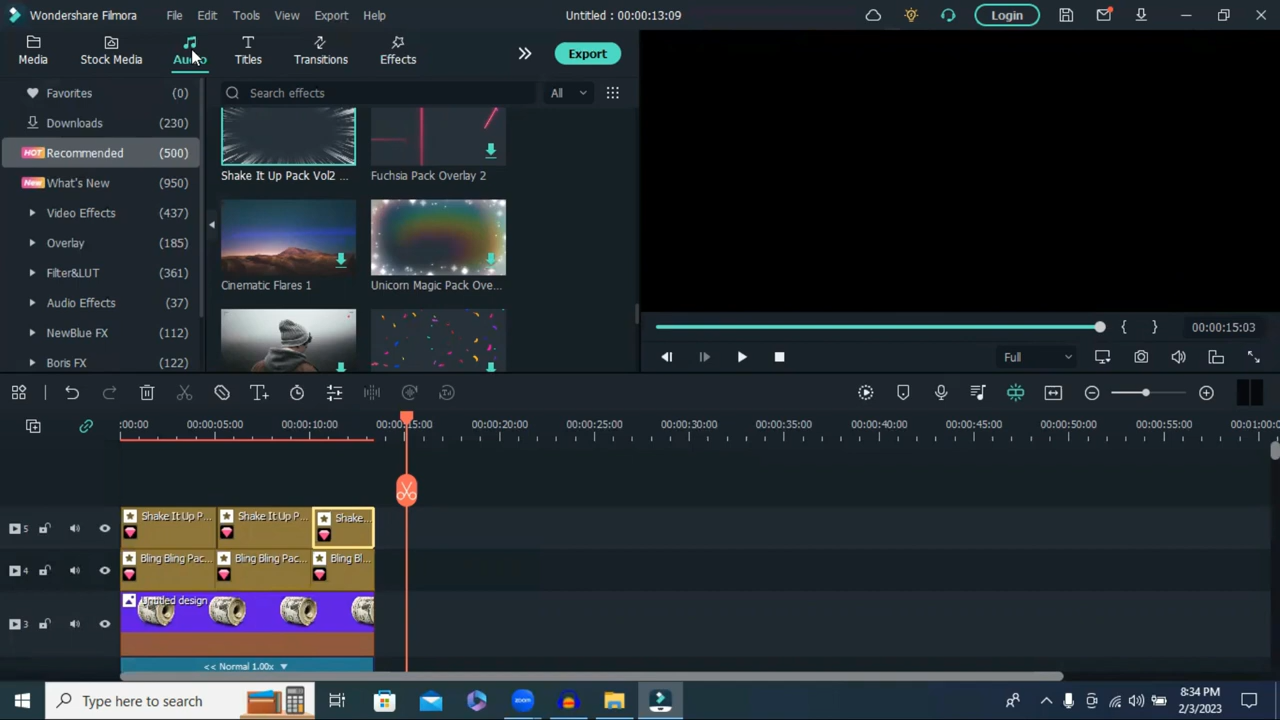 Wondershare Filmora File Edit Tools View Export Help Untitled : 00:00:13:09 Login
Media Stock Media Audio Titles Transitions Effects Export
Favorites (0) Search effects All
Downloads (230)
HOT Recommended (500)
New What's New (950)
Video Effects (437)
Overlay (185)
Filter&LUT (361)
Audio Effects (37)
NewBlue FX (112)
Boris FX (122)
Shake It Up Pack Vol2 ... Fuchsia Pack Overlay 2
Cinematic Flares 1 Unicorn Magic Pack Ove...
{ } 00:00:15:03
Full
:00:00 00:00:05:00 00:00:10:00 00:00:15:00 00:00:20:00 00:00:25:00 00:00:30:00 00:00:35:00 00:00:40:00 00:00:45:00 00:00:50:00 00:00:55:00 00:01:00:0
5 Shake It Up P... Shake It Up P... Shake...
4 Bling Bling Pac... Bling Bling Pac... Bling Bl...
3 Untitled design
<< Normal 1.00x
Type here to search zoom 8:34 PM
2/3/2023